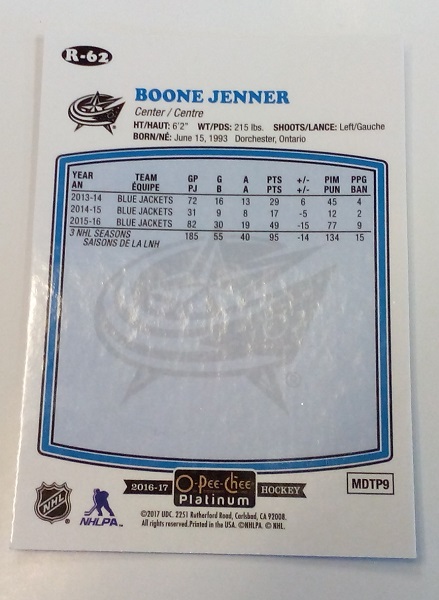 R-62
BOONE JENNER
Center / Centre
HT/HAUT: 6'2" WT/PDS: 215 lbs. SHOOTS/LANCE: Left/Gauche
BORN/NÉ: June 15, 1993 Dorchester, Ontario
YEAR TEAM GP G A PTS +/- PIM PPG
AN ÉQUIPE PJ B A PTS +/- PUN BAN
2013-14 BLUE JACKETS 72 16 13 29 6 45 4
2014-15 BLUE JACKETS 31 9 8 17 -5 12 2
2015-16 BLUE JACKETS 82 30 19 49 -15 77 9
3 NHL SEASONS 185 55 40 95 -14 134 15
SAISONS DE LA LNH
2016-17 O-Pee-Chee HOCKEY
Platinum
MDTP9
NHL
NHLPA
©2017 UDC. 2251 Rutherford Road, Carlsbad, CA 92008.
All rights reserved.Printed in the USA. ©NHLPA. © NHL.